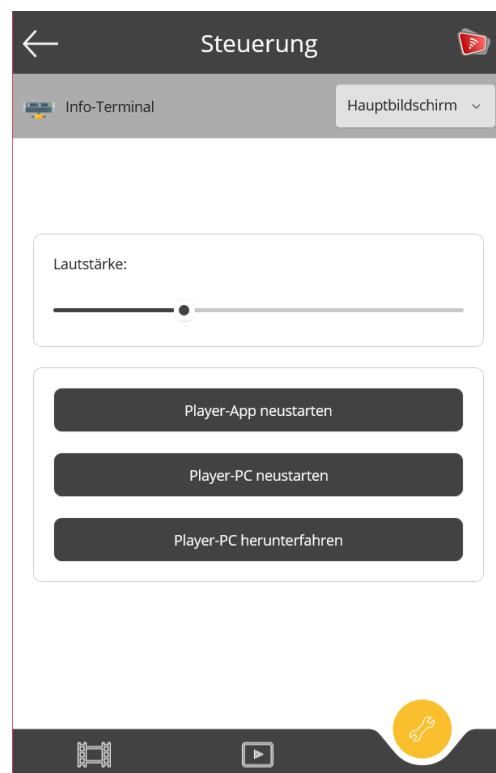 Steuerung
Info-Terminal
Hauptbildschirm
Lautstärke:
Player-App neustarten
Player-PC neustarten
Player-PC herunterfahren